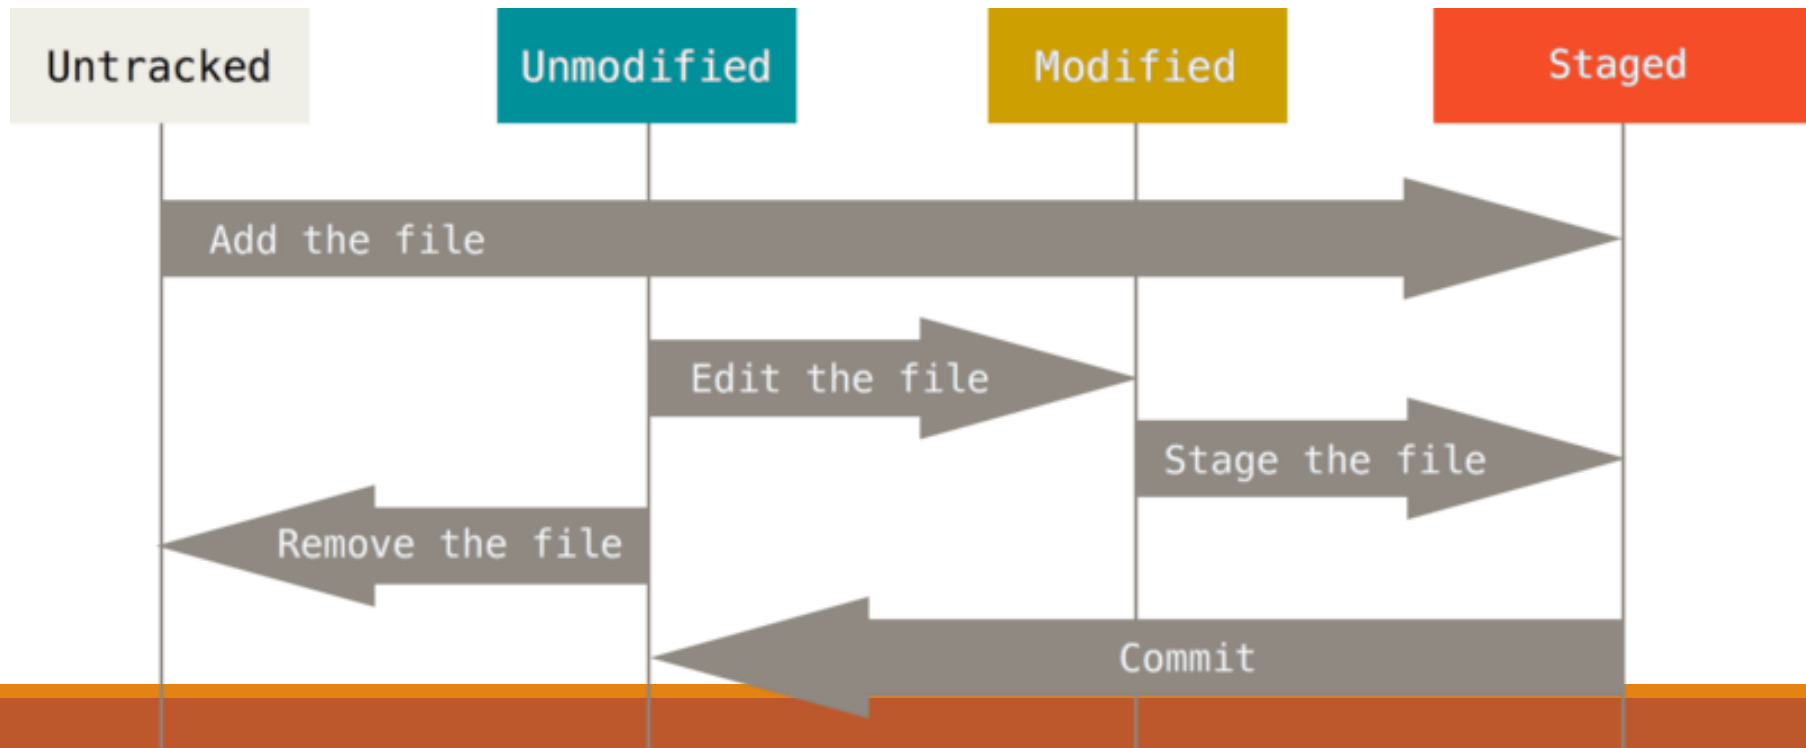 Untracked
Unmodified
Modified
Staged
Add the file
Edit the file
Stage the file
Remove the file
Commit